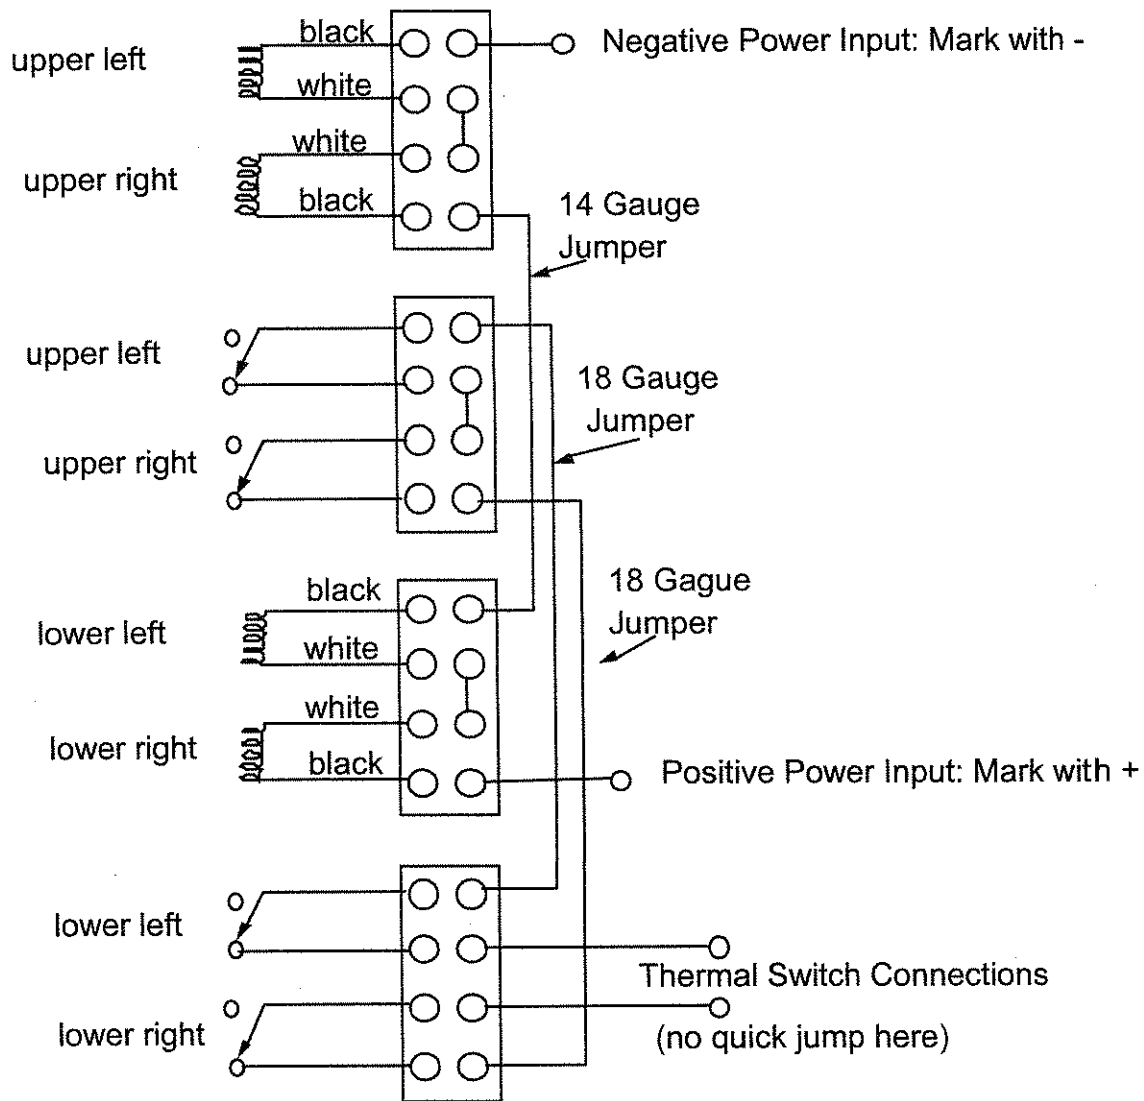 upper left
black
Negative Power Input: Mark with -
white
upper right
white
black
14 Gauge
Jumper
upper left
18 Gauge
Jumper
upper right
18 Gague
Jumper
lower left
black
white
lower right
white
black
Positive Power Input: Mark with +
lower left
Thermal Switch Connections
lower right
(no quick jump here)